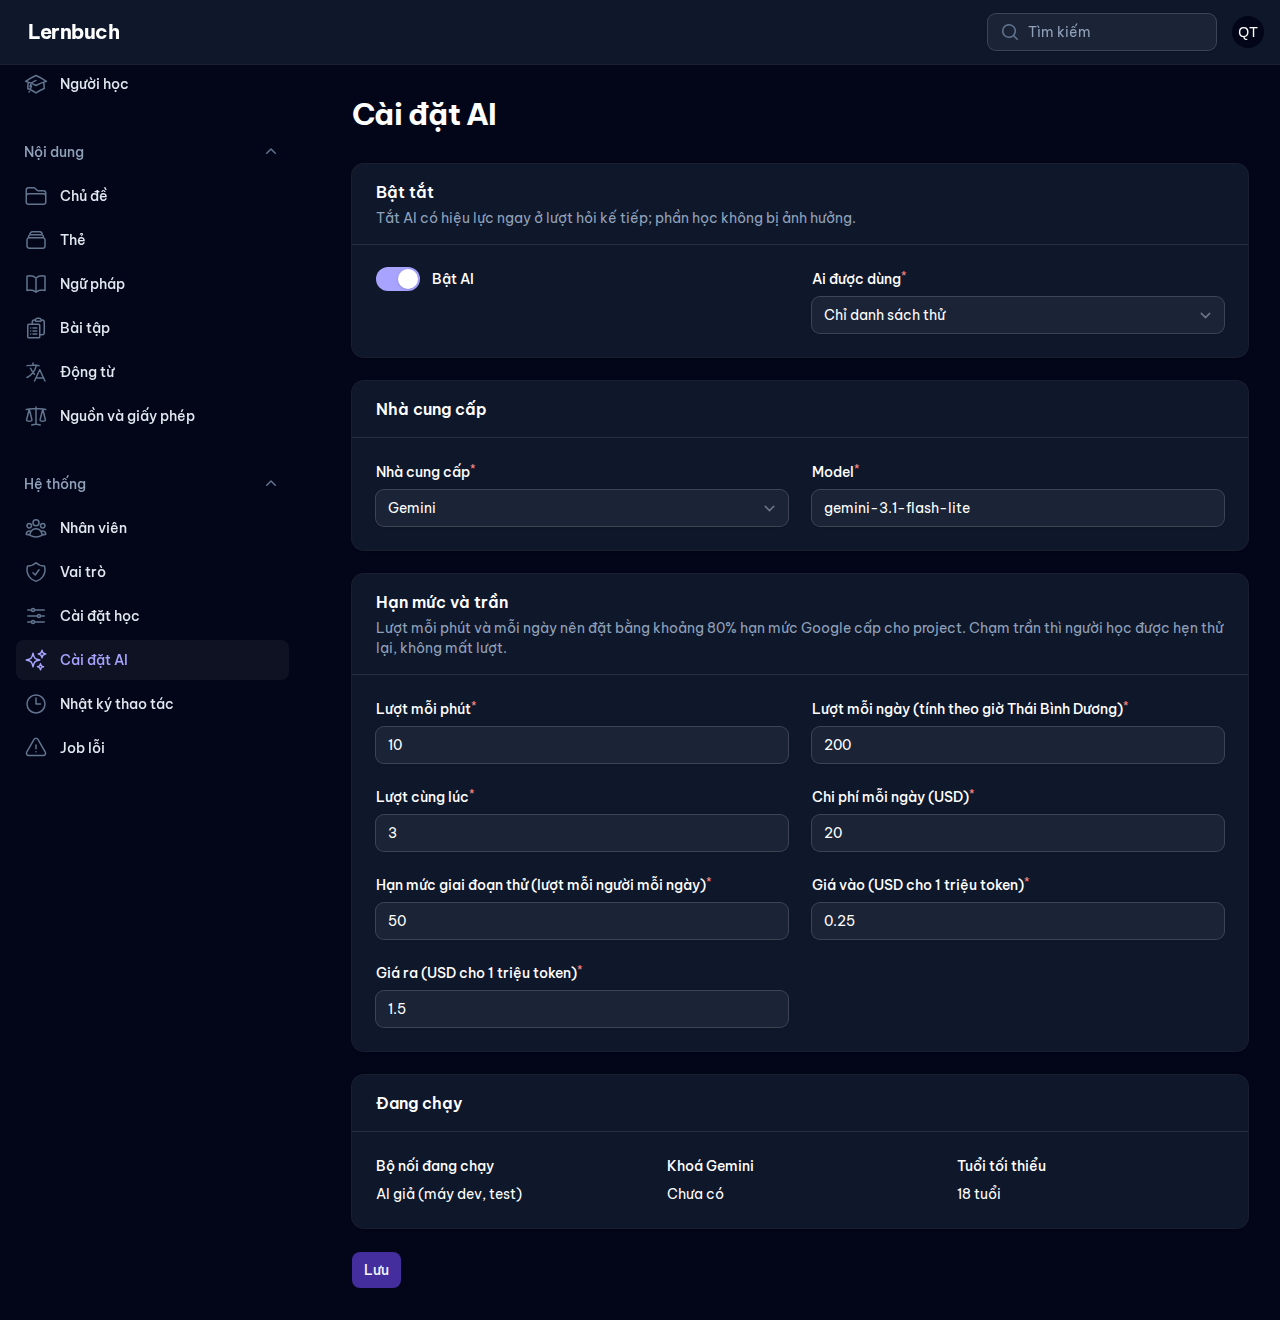 Lernbuch
Tìm kiếm
QT
Người học
Nội dung
Chủ đề
Thẻ
Ngữ pháp
Bài tập
Động từ
Nguồn và giấy phép
Hệ thống
Nhân viên
Vai trò
Cài đặt học
Cài đặt AI
Nhật ký thao tác
Job lỗi
Cài đặt AI
Bật tắt
Tắt AI có hiệu lực ngay ở lượt hỏi kế tiếp; phần học không bị ảnh hưởng.
Bật AI
Ai được dùng*
Chỉ danh sách thử
Nhà cung cấp
Nhà cung cấp*
Gemini
Model*
gemini-3.1-flash-lite
Hạn mức và trần
Lượt mỗi phút và mỗi ngày nên đặt bằng khoảng 80% hạn mức Google cấp cho project. Chạm trần thì người học được hẹn thử
lại, không mất lượt.
Lượt mỗi phút*
10
Lượt mỗi ngày (tính theo giờ Thái Bình Dương)*
200
Lượt cùng lúc*
3
Chi phí mỗi ngày (USD)*
20
Hạn mức giai đoạn thử (lượt mỗi người mỗi ngày)*
50
Giá vào (USD cho 1 triệu token)*
0.25
Giá ra (USD cho 1 triệu token)*
1.5
Đang chạy
Bộ nối đang chạy
AI giả (máy dev, test)
Khoá Gemini
Chưa có
Tuổi tối thiểu
18 tuổi
Lưu